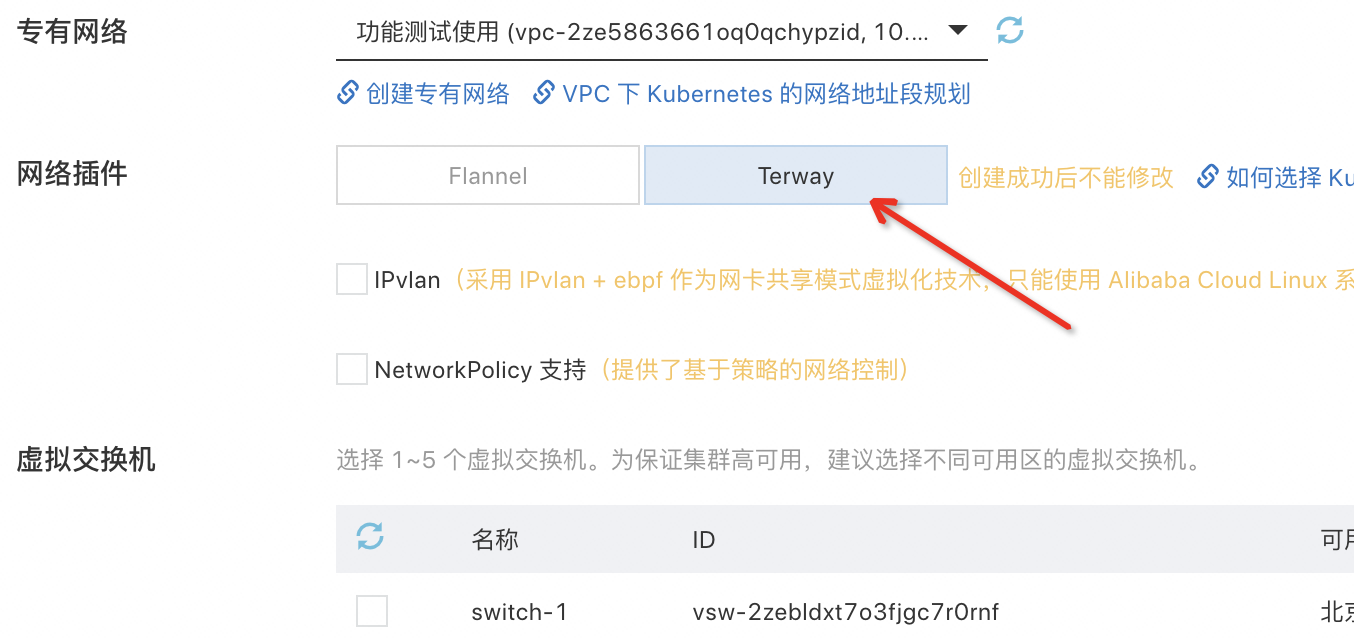 专有网络
功能测试使用 (vpc-2ze5863661oq0qchypzid, 10....
创建专有网络 VPC 下 Kubernetes 的网络地址段规划
网络插件
Flannel Terway 创建成功后不能修改 如何选择 Ku
IPvlan（采用 IPvlan + ebpf 作为网卡共享模式虚拟化技术，只能使用 Alibaba Cloud Linux 系
NetworkPolicy 支持（提供了基于策略的网络控制）
虚拟交换机
选择 1~5 个虚拟交换机。为保证集群高可用，建议选择不同可用区的虚拟交换机。
名称 ID 可用
switch-1 vsw-2zebldxt7o3fjgc7r0rnf 北京